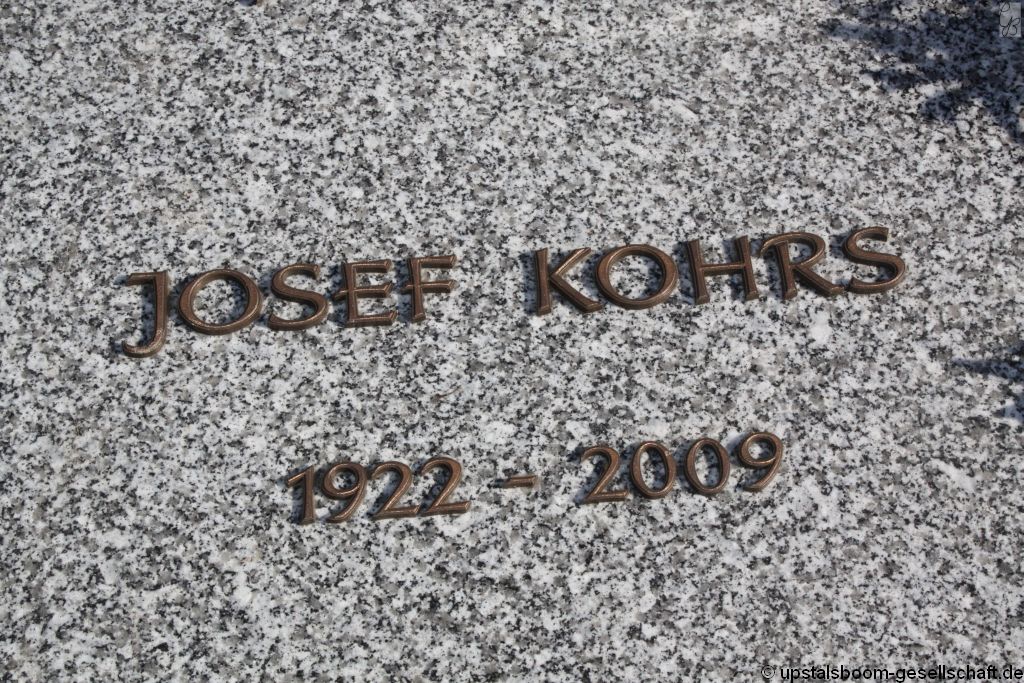 JOSEF KOHRS
1922 - 2009
© upstalsboom-gesellschaft.de